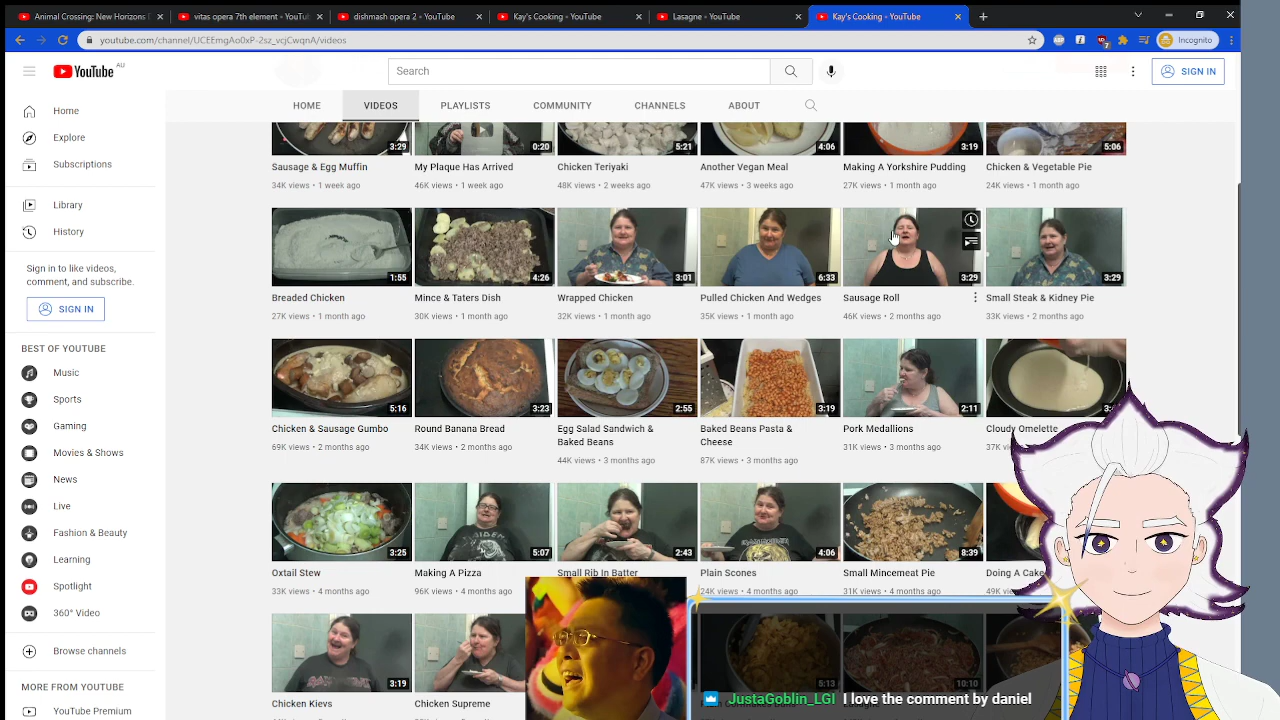 Animal Crossing: New Horizons D
vitas opera 7th element - YouTub
dishmash opera 2 - YouTube
Kay's Cooking - YouTube
Lasagne - YouTube
Kay's Cooking - YouTube
youtube.com/channel/UCEEmgAo0xP-2sz_vcjCwqnA/videos
Incognito
YouTube AU
Search
SIGN IN
HOME
VIDEOS
PLAYLISTS
COMMUNITY
CHANNELS
ABOUT
Home
Explore
Subscriptions
Library
History
Sign in to like videos,
comment, and subscribe.
SIGN IN
BEST OF YOUTUBE
Music
Sports
Gaming
Movies & Shows
News
Live
Fashion & Beauty
Learning
Spotlight
360° Video
Browse channels
MORE FROM YOUTUBE
Tube Premium
3:29
0:20
5:21
4:06
3:19
5:06
Sausage & Egg Muffin
My Plaque Has Arrived
Chicken Teriyaki
Another Vegan Meal
Making A Yorkshire Pudding
Chicken & Vegetable Pie
34K views • 1 week ago
46K views • 1 week ago
48K views • 2 weeks ago
47K views • 3 weeks ago
27K views • 1 month ago
24K views • 1 month ago
1:55
4:26
3:01
6:33
3:29
3:29
Breaded Chicken
Mince & Taters Dish
Wrapped Chicken
Pulled Chicken And Wedges
Sausage Roll
Small Steak & Kidney Pie
27K views • 1 month ago
30K views • 1 month ago
32K views • 1 month ago
35K views • 1 month ago
46K views • 2 months ago
33K views • 2 months ago
5:16
3:23
2:55
3:19
2:11
Chicken & Sausage Gumbo
Round Banana Bread
Egg Salad Sandwich &
Baked Beans
Baked Beans Pasta &
Cheese
Pork Medallions
Cloudy Omelette
69K views • 2 months ago
34K views • 2 months ago
44K views • 3 months ago
87K views • 3 months ago
31K views • 3 months ago
37K
3:25
5:07
2:43
4:06
8:39
Oxtail Stew
Making A Pizza
Small Rib In Batter
Plain Scones
Small Mincemeat Pie
Doing A Cake
33K views • 4 months ago
96K views • 4 months ago
24K views • 4 months ago
31K views • 4 months ago
3:19
5:13
10:10
Chicken Kievs
Chicken Supreme
JustaGoblin_LGI I love the comment by daniel